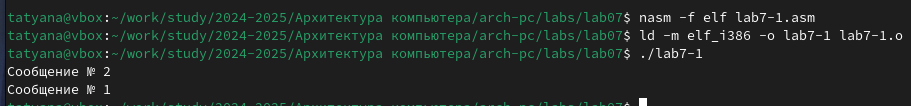 tatyana@vbox:~/work/study/2024-2025/Архитектура компьютера/arch-pc/labs/lab07$ nasm -f elf lab7-1.asm
tatyana@vbox:~/work/study/2024-2025/Архитектура компьютера/arch-pc/labs/lab07$ ld -m elf_i386 -o lab7-1 lab7-1.o
tatyana@vbox:~/work/study/2024-2025/Архитектура компьютера/arch-pc/labs/lab07$ ./lab7-1
Сообщение № 2
Сообщение № 1
tatyana@vbox:~/work/study/2024-2025/Архитектура компьютера/arch-pc/labs/lab07$